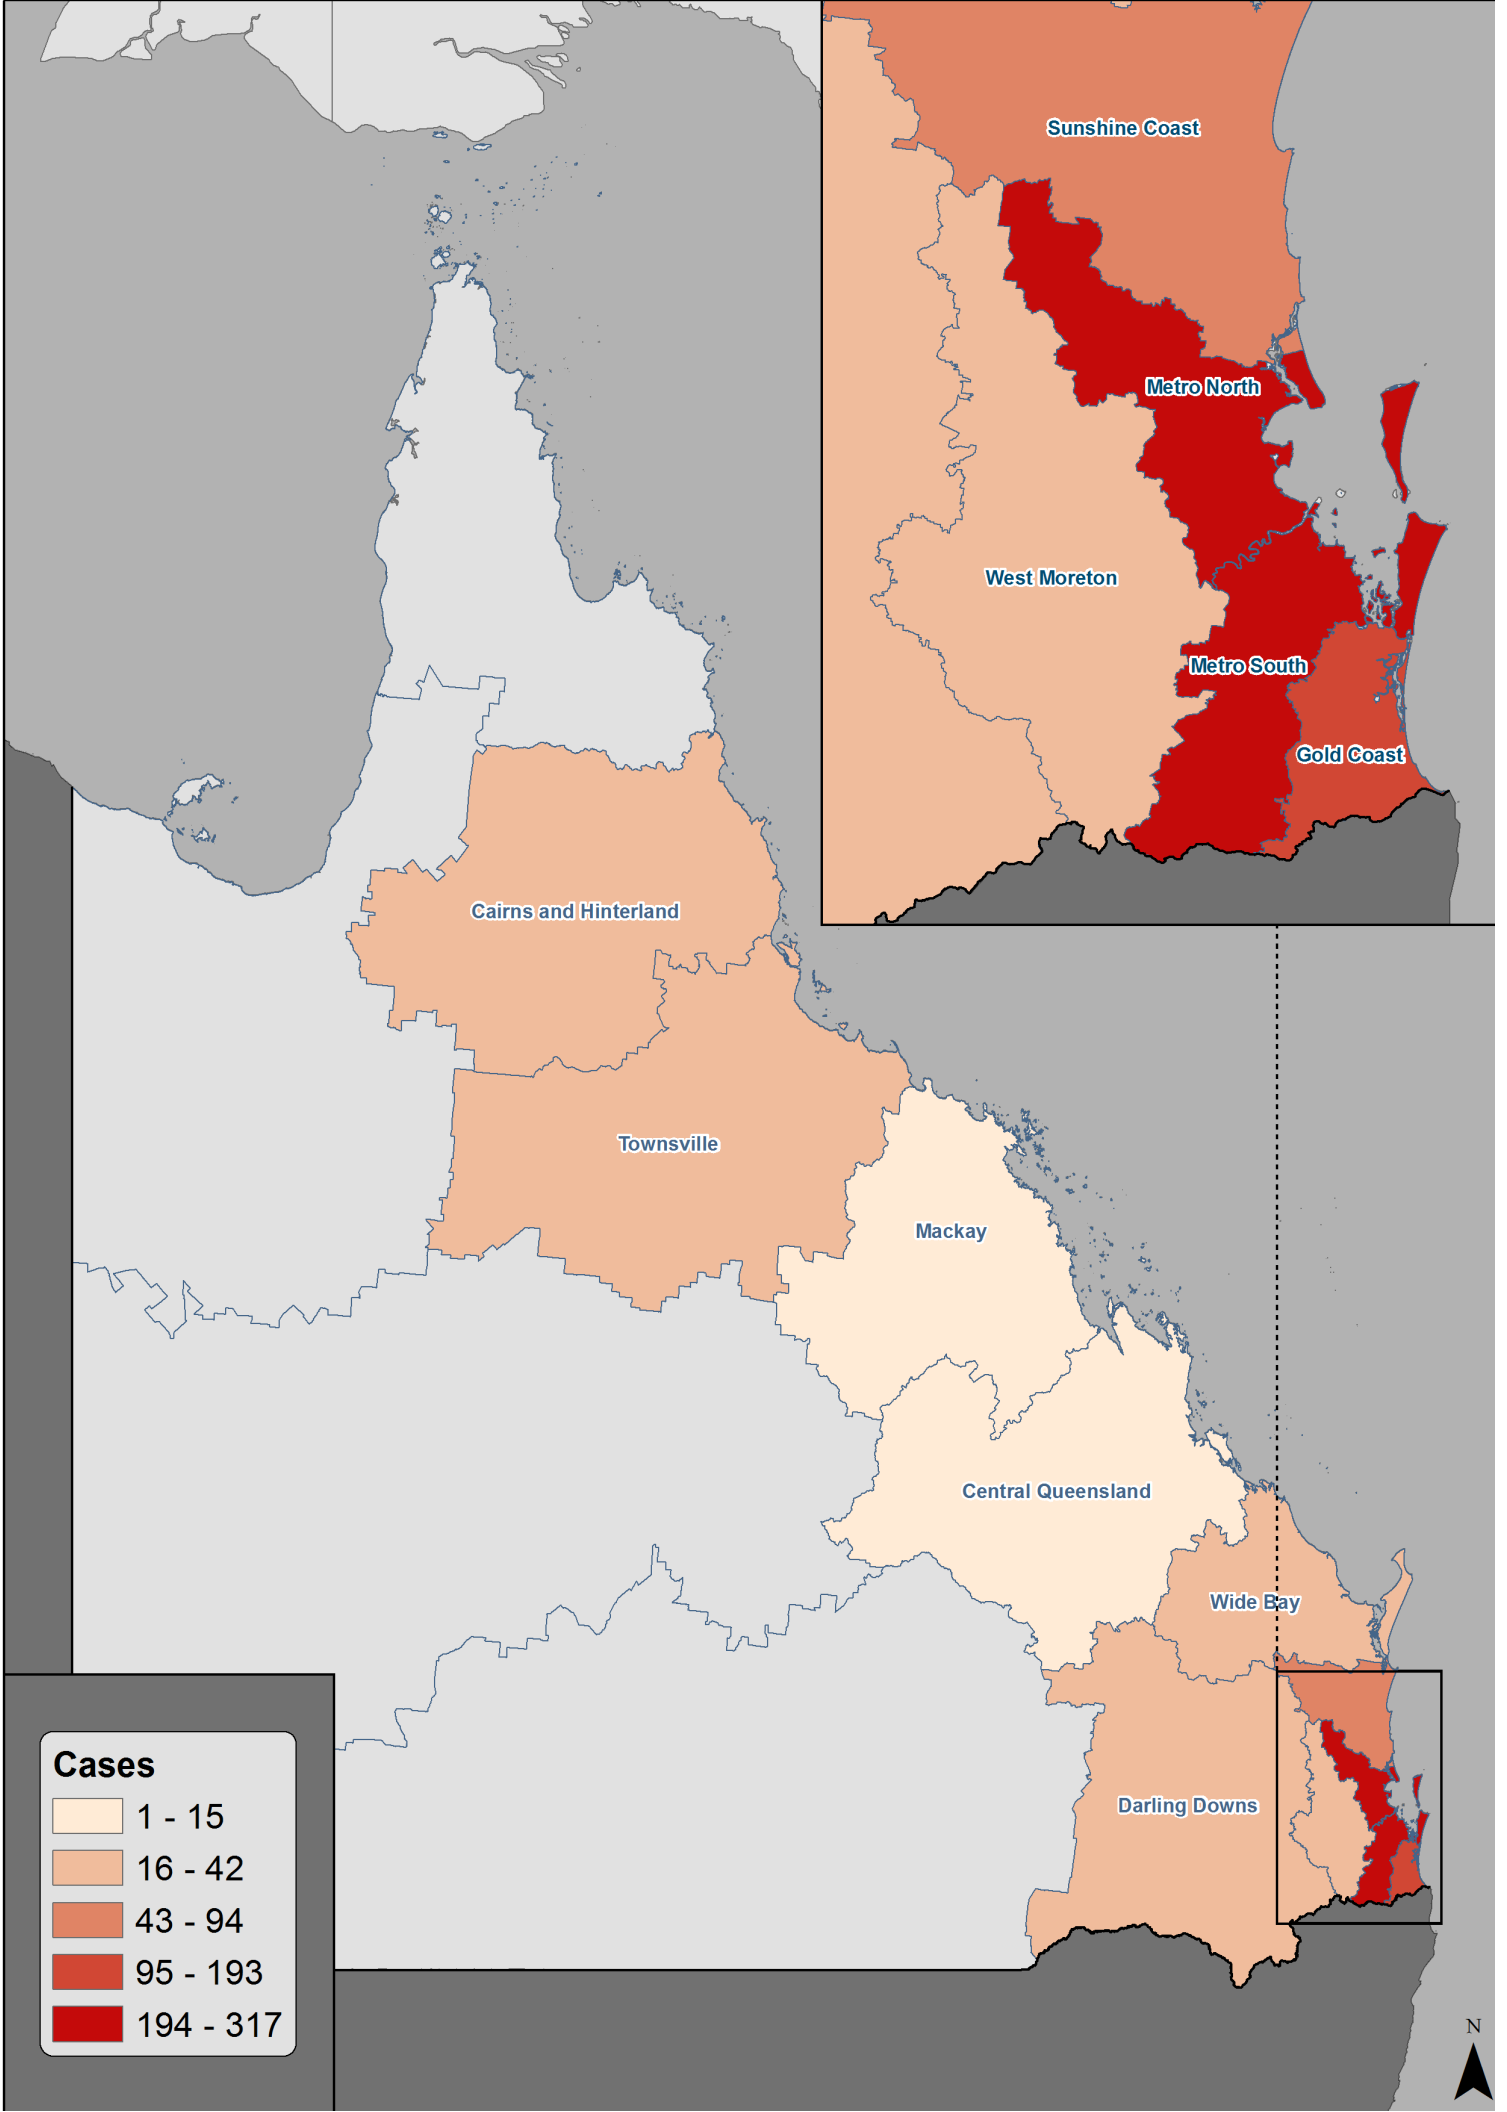 Sunshine Coast
Metro North
West Moreton
Metro South
Gold Coast
Cairns and Hinterland
Townsville
Mackay
Central Queensland
Wide Bay
Darling Downs
Cases
1 - 15
16 - 42
43 - 94
95 - 193
194 - 317
N